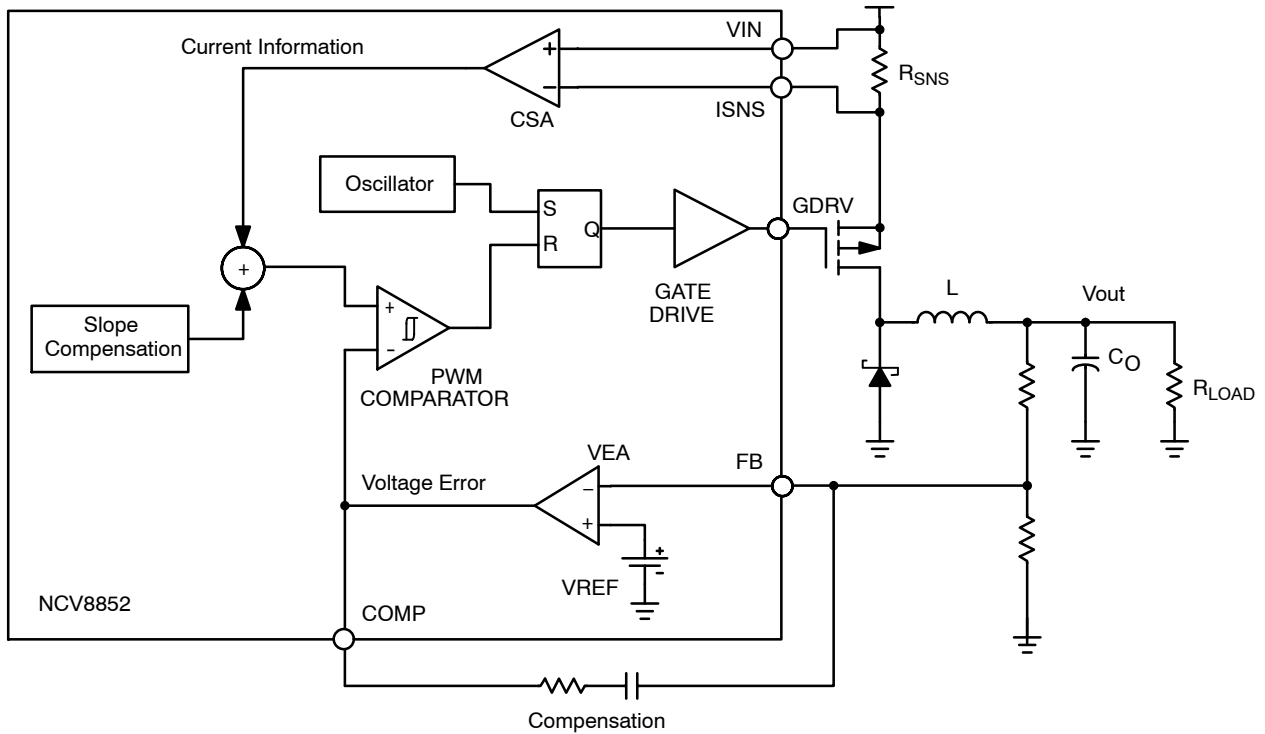 VIN
Current Information
+
−
RSNS
CSA
ISNS
Oscillator
S
R
Q
GDRV
+
GATE
DRIVE
Slope
Compensation
+
−
PWM
COMPARATOR
L
Vout
CO
RLOAD
VEA
FB
Voltage Error
−
+
+
-
VREF
NCV8852
COMP
Compensation